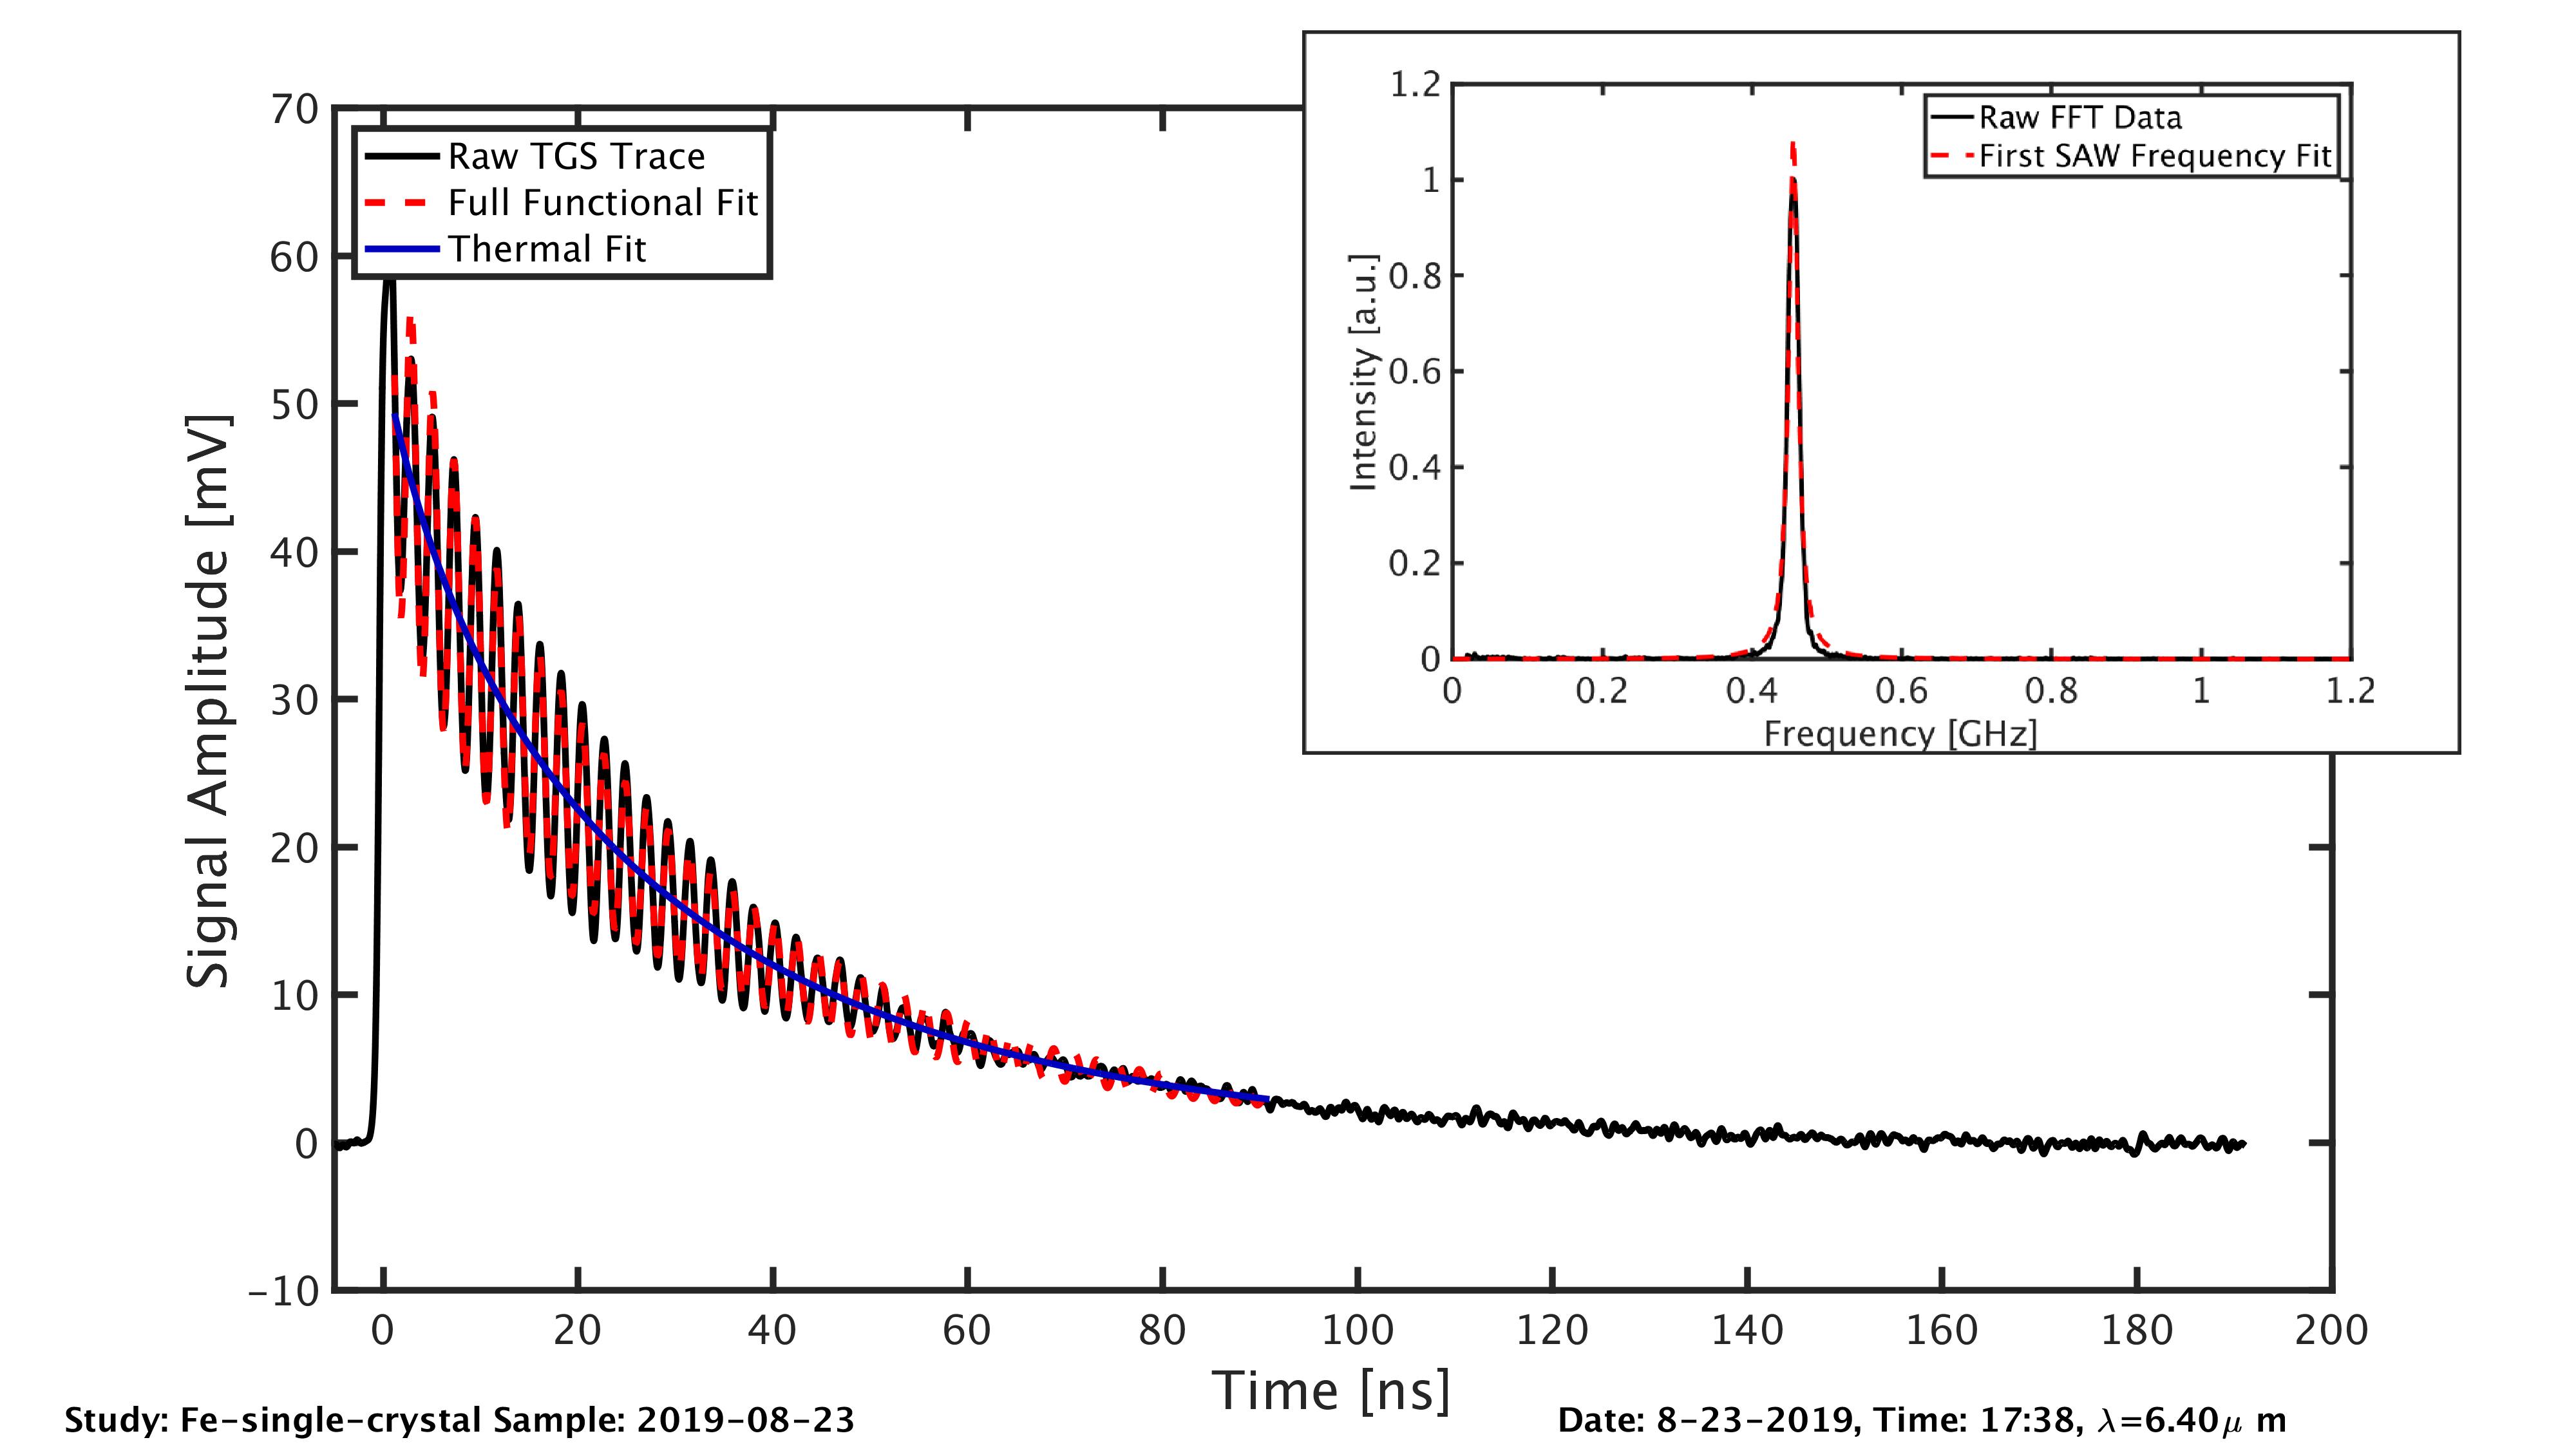 70
60
50
40
30
20
10
0
-10
Signal Amplitude [mV]
Raw TGS Trace
Full Functional Fit
Thermal Fit
1.2
1
0.8
0.6
0.4
0.2
0
Intensity [a.u.]
Raw FFT Data
First SAW Frequency Fit
0 0.2 0.4 0.6 0.8 1 1.2
Frequency [GHz]
0 20 40 60 80 100 120 140 160 180 200
Time [ns]
Study: Fe-single-crystal Sample: 2019-08-23
Date: 8-23-2019, Time: 17:38, λ=6.40μ m